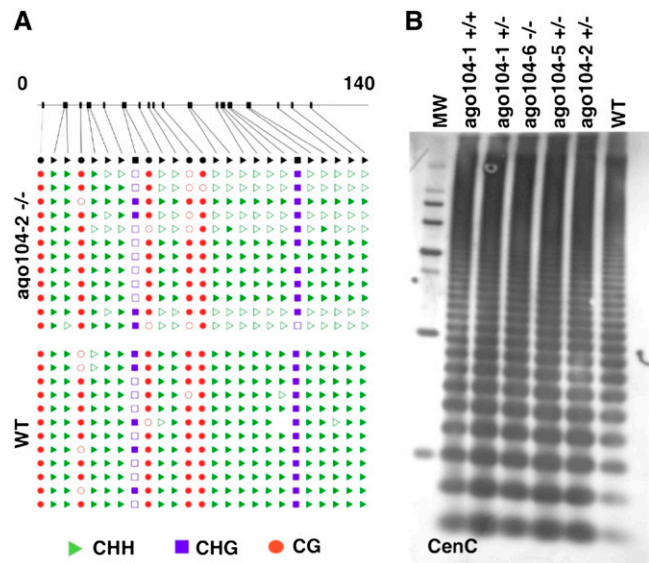 A
0
140
aqo104-2 -/-
WT
CHH
CHG
CG
B
MW
ago104-1 +/+
ago104-1 +/-
ago104-6 -/-
ago104-5 +/-
ago104-2 +/-
WT
CenC